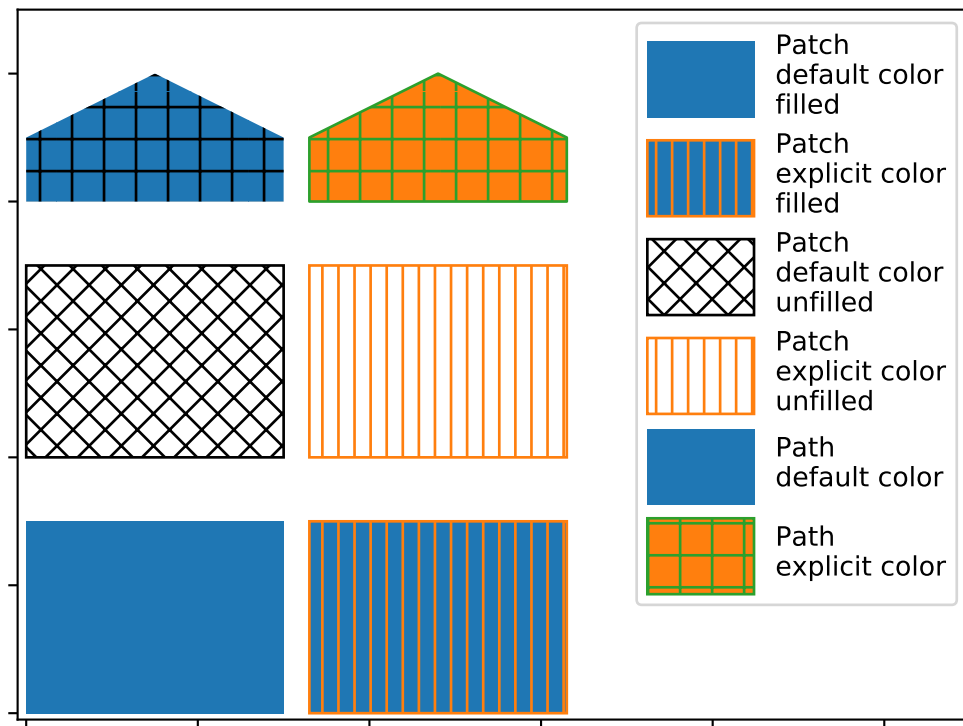 Patch
default color
filled
Patch
explicit color
filled
Patch
default color
unfilled
Patch
explicit color
unfilled
Path
default color
Path
explicit color